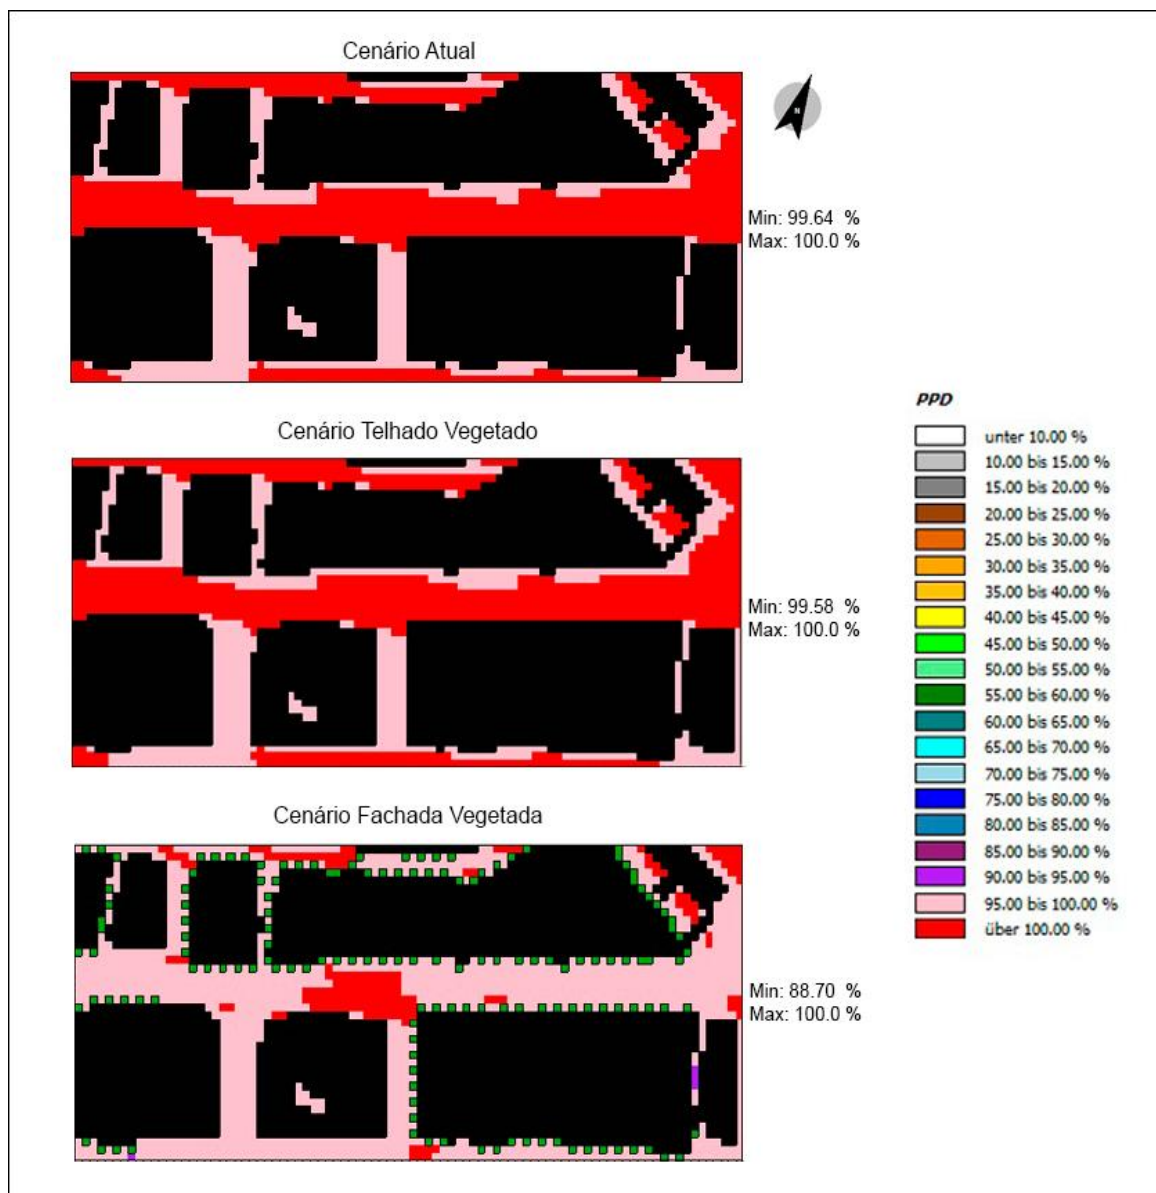 Cenário Atual
N
Min: 99.64 %
Max: 100.0 %
Cenário Telhado Vegetado
Min: 99.58 %
Max: 100.0 %
Cenário Fachada Vegetada
Min: 88.70 %
Max: 100.0 %
PPD
unter 10.00 %
10.00 bis 15.00 %
15.00 bis 20.00 %
20.00 bis 25.00 %
25.00 bis 30.00 %
30.00 bis 35.00 %
35.00 bis 40.00 %
40.00 bis 45.00 %
45.00 bis 50.00 %
50.00 bis 55.00 %
55.00 bis 60.00 %
60.00 bis 65.00 %
65.00 bis 70.00 %
70.00 bis 75.00 %
75.00 bis 80.00 %
80.00 bis 85.00 %
85.00 bis 90.00 %
90.00 bis 95.00 %
95.00 bis 100.00 %
über 100.00 %